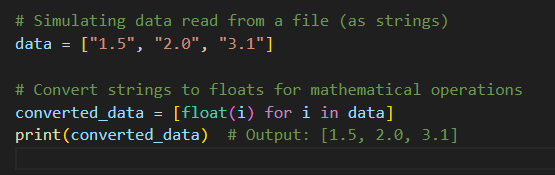 # Simulating data read from a file (as strings)
data = ["1.5", "2.0", "3.1"]
# Convert strings to floats for mathematical operations
converted_data = [float(i) for i in data]
print(converted_data)  # Output: [1.5, 2.0, 3.1]